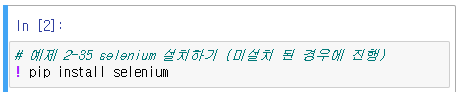 In [2]:
# 예제 2-35 selenium 설치하기 (미설치 된 경우에 진행)
! pip install selenium